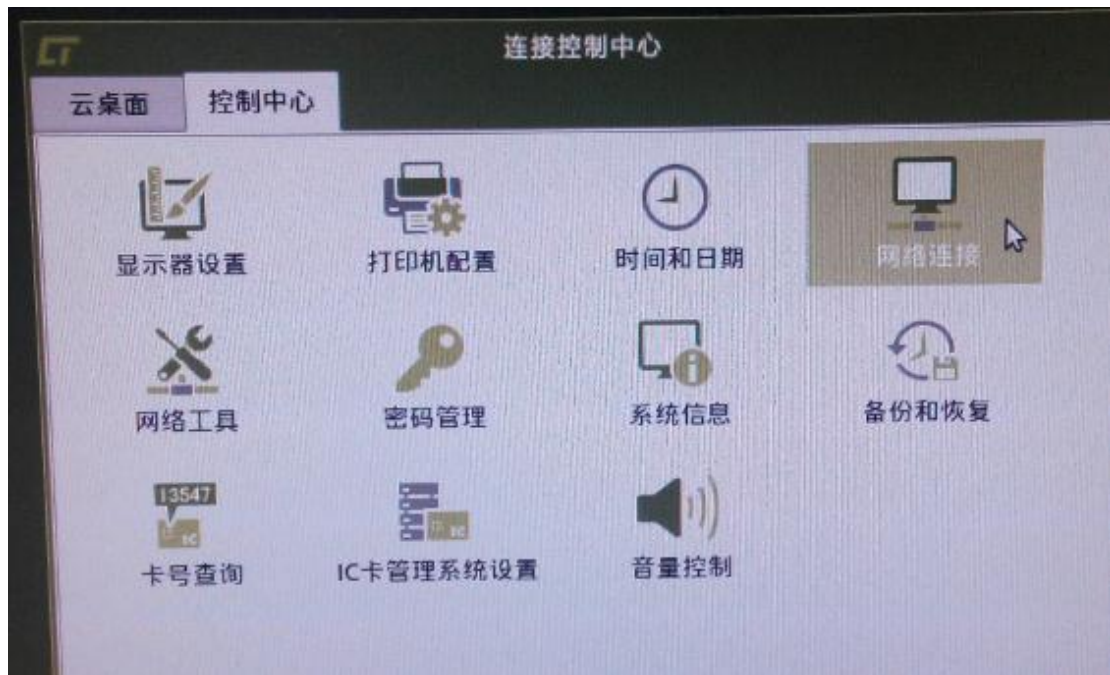 CT
连接控制中心
云桌面 控制中心
显示器设置 打印机配置 时间和日期 网络连接
网络工具 密码管理 系统信息 备份和恢复
13547
IC IC
卡号查询 IC卡管理系统设置 音量控制